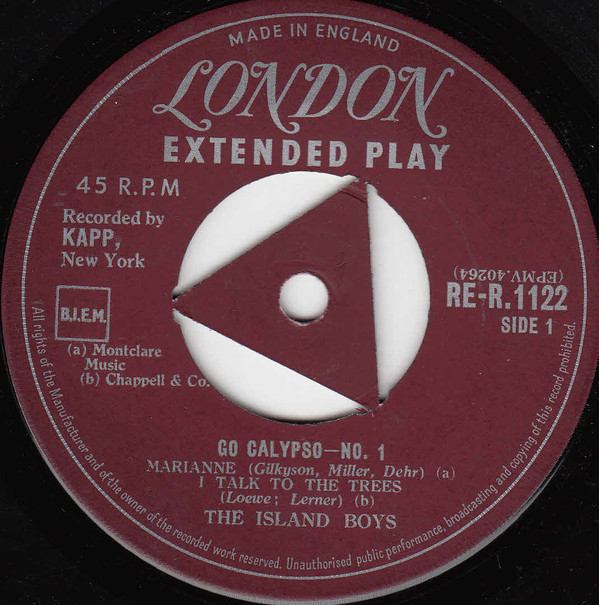 MADE IN ENGLAND
LONDON
EXTENDED PLAY
45 R.P.M
Recorded by
KAPP,
New York
(EPMV.40264)
RE-R.1122
SIDE 1
B.I.E.M.
(a) Montclare
Music
(b) Chappell & Co.
GO CALYPSO—NO. 1
MARIANNE (Gilkyson, Miller, Dehr) (a)
I TALK TO THE TREES
(Loewe; Lerner) (b)
THE ISLAND BOYS
All rights of the Manufacturer and of the owner of the recorded work reserved. Unauthorised public performance, broadcasting and copying of this record prohibited.